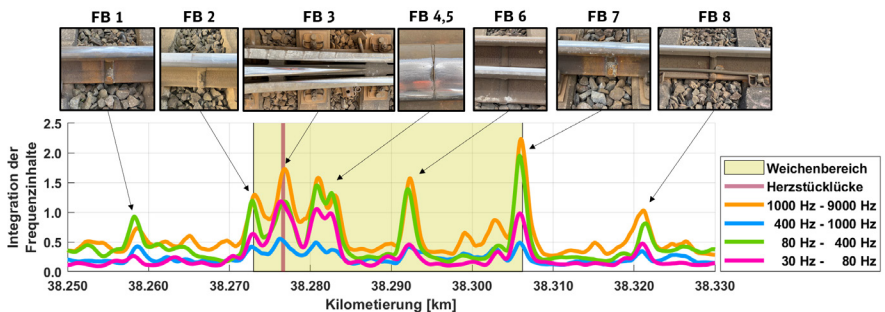 FB 1 FB 2 FB 3 FB 4,5 FB 6 FB 7 FB 8
Integration der
Frequenzinhalte
2.5
2.0
1.5
1.0
0.5
0.0
38.250 38.260 38.270 38.280 38.290 38.300 38.310 38.320 38.330
Kilometierung [km]
Weichenbereich
Herzstücklücke
1000 Hz - 9000 Hz
400 Hz - 1000 Hz
80 Hz - 400 Hz
30 Hz - 80 Hz